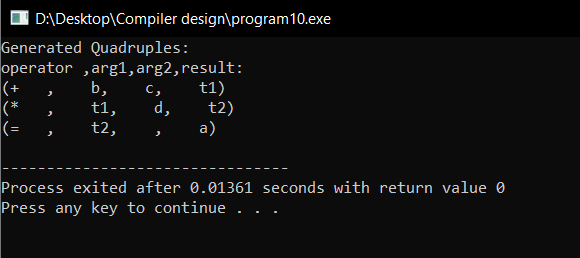 D:\Desktop\Compiler design\program10.exe
Generated Quadruples:
operator ,arg1,arg2,result:
(+   ,    b,    c,    t1)
(*   ,    t1,    d,    t2)
(=   ,    t2,    ,    a)
--------------------------------
Process exited after 0.01361 seconds with return value 0
Press any key to continue . . .